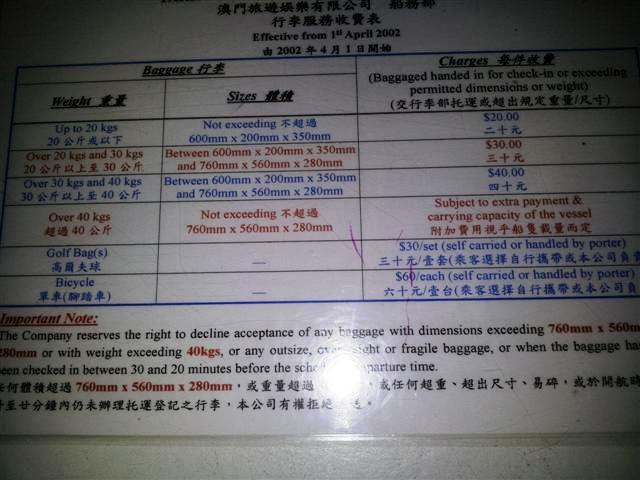 澳門旅遊娛樂有限公司 船務部
行李服務收費表
Effective from 1st April 2002
由 2002 年 4 月 1 日開始
Baggage 行李
Charges 每件收費
(Baggaged handed in for check-in or exceeding
permitted dimensions or weight)
(交行李部托運或超出規定重量/尺寸)
Weight 重量
Sizes 體積
Up to 20 kgs
20 公斤或以下
Not exceeding 不超過
600mm x 200mm x 350mm
$20.00
二十元
Over 20 kgs and 30 kgs
20 公斤以上至 30 公斤
Between 600mm x 200mm x 350mm
and 760mm x 560mm x 280mm
$30.00
三十元
Over 30 kgs and 40 kgs
30 公斤以上至 40 公斤
Between 600mm x 200mm x 350mm
and 760mm x 560mm x 280mm
$40.00
四十元
Over 40 kgs
超過 40 公斤
Not exceeding 不超過
760mm x 560mm x 280mm
Subject to extra payment &
carrying capacity of the vessel
附加費用視乎船隻載量而定
Golf Bag(s)
高爾夫球
—
$30/set (self carried or handled by porter)
三十元/壹套(乘客選擇自行攜帶或本公司負
Bicycle
單車(腳踏車)
—
$60/each (self carried or handled by porter)
六十元/壹台(乘客選擇自行攜帶或本公司負
Important Note:
The Company reserves the right to decline acceptance of any baggage with dimensions exceeding 760mm x 560m
280mm or with weight exceeding 40kgs, or any outsize, or fragile baggage, or when the baggage ha
een checked in between 30 and 20 minutes before the time.
任何體積超過 760mm x 560mm x 280mm，或重量超過 ，或任何超重、超出尺寸、易碎，或於開航時
至廿分鐘內仍未辦理托運登記之行李，本公司有權拒